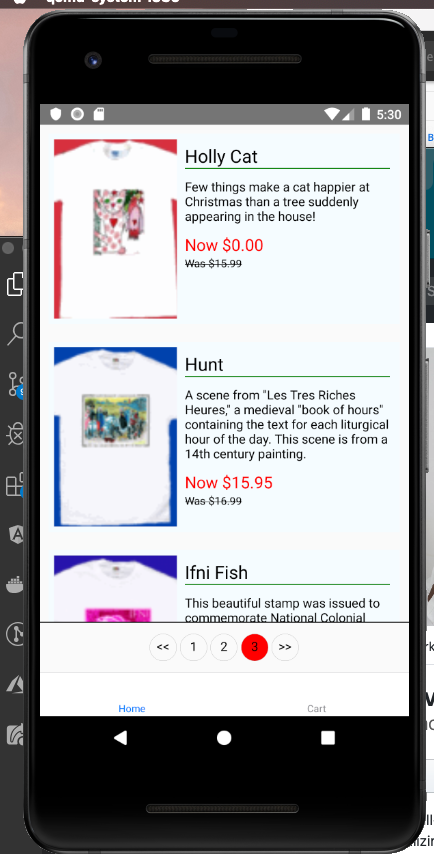 5:30
Holly Cat
Few things make a cat happier at
Christmas than a tree suddenly
appearing in the house!
Now $0.00
Was $15.99
Hunt
A scene from "Les Tres Riches
Heures," a medieval "book of hours"
containing the text for each liturgical
hour of the day. This scene is from a
14th century painting.
Now $15.95
Was $16.99
Ifni Fish
This beautiful stamp was issued to
commemorate National Colonial
<< 1 2 3 >>
Home Cart